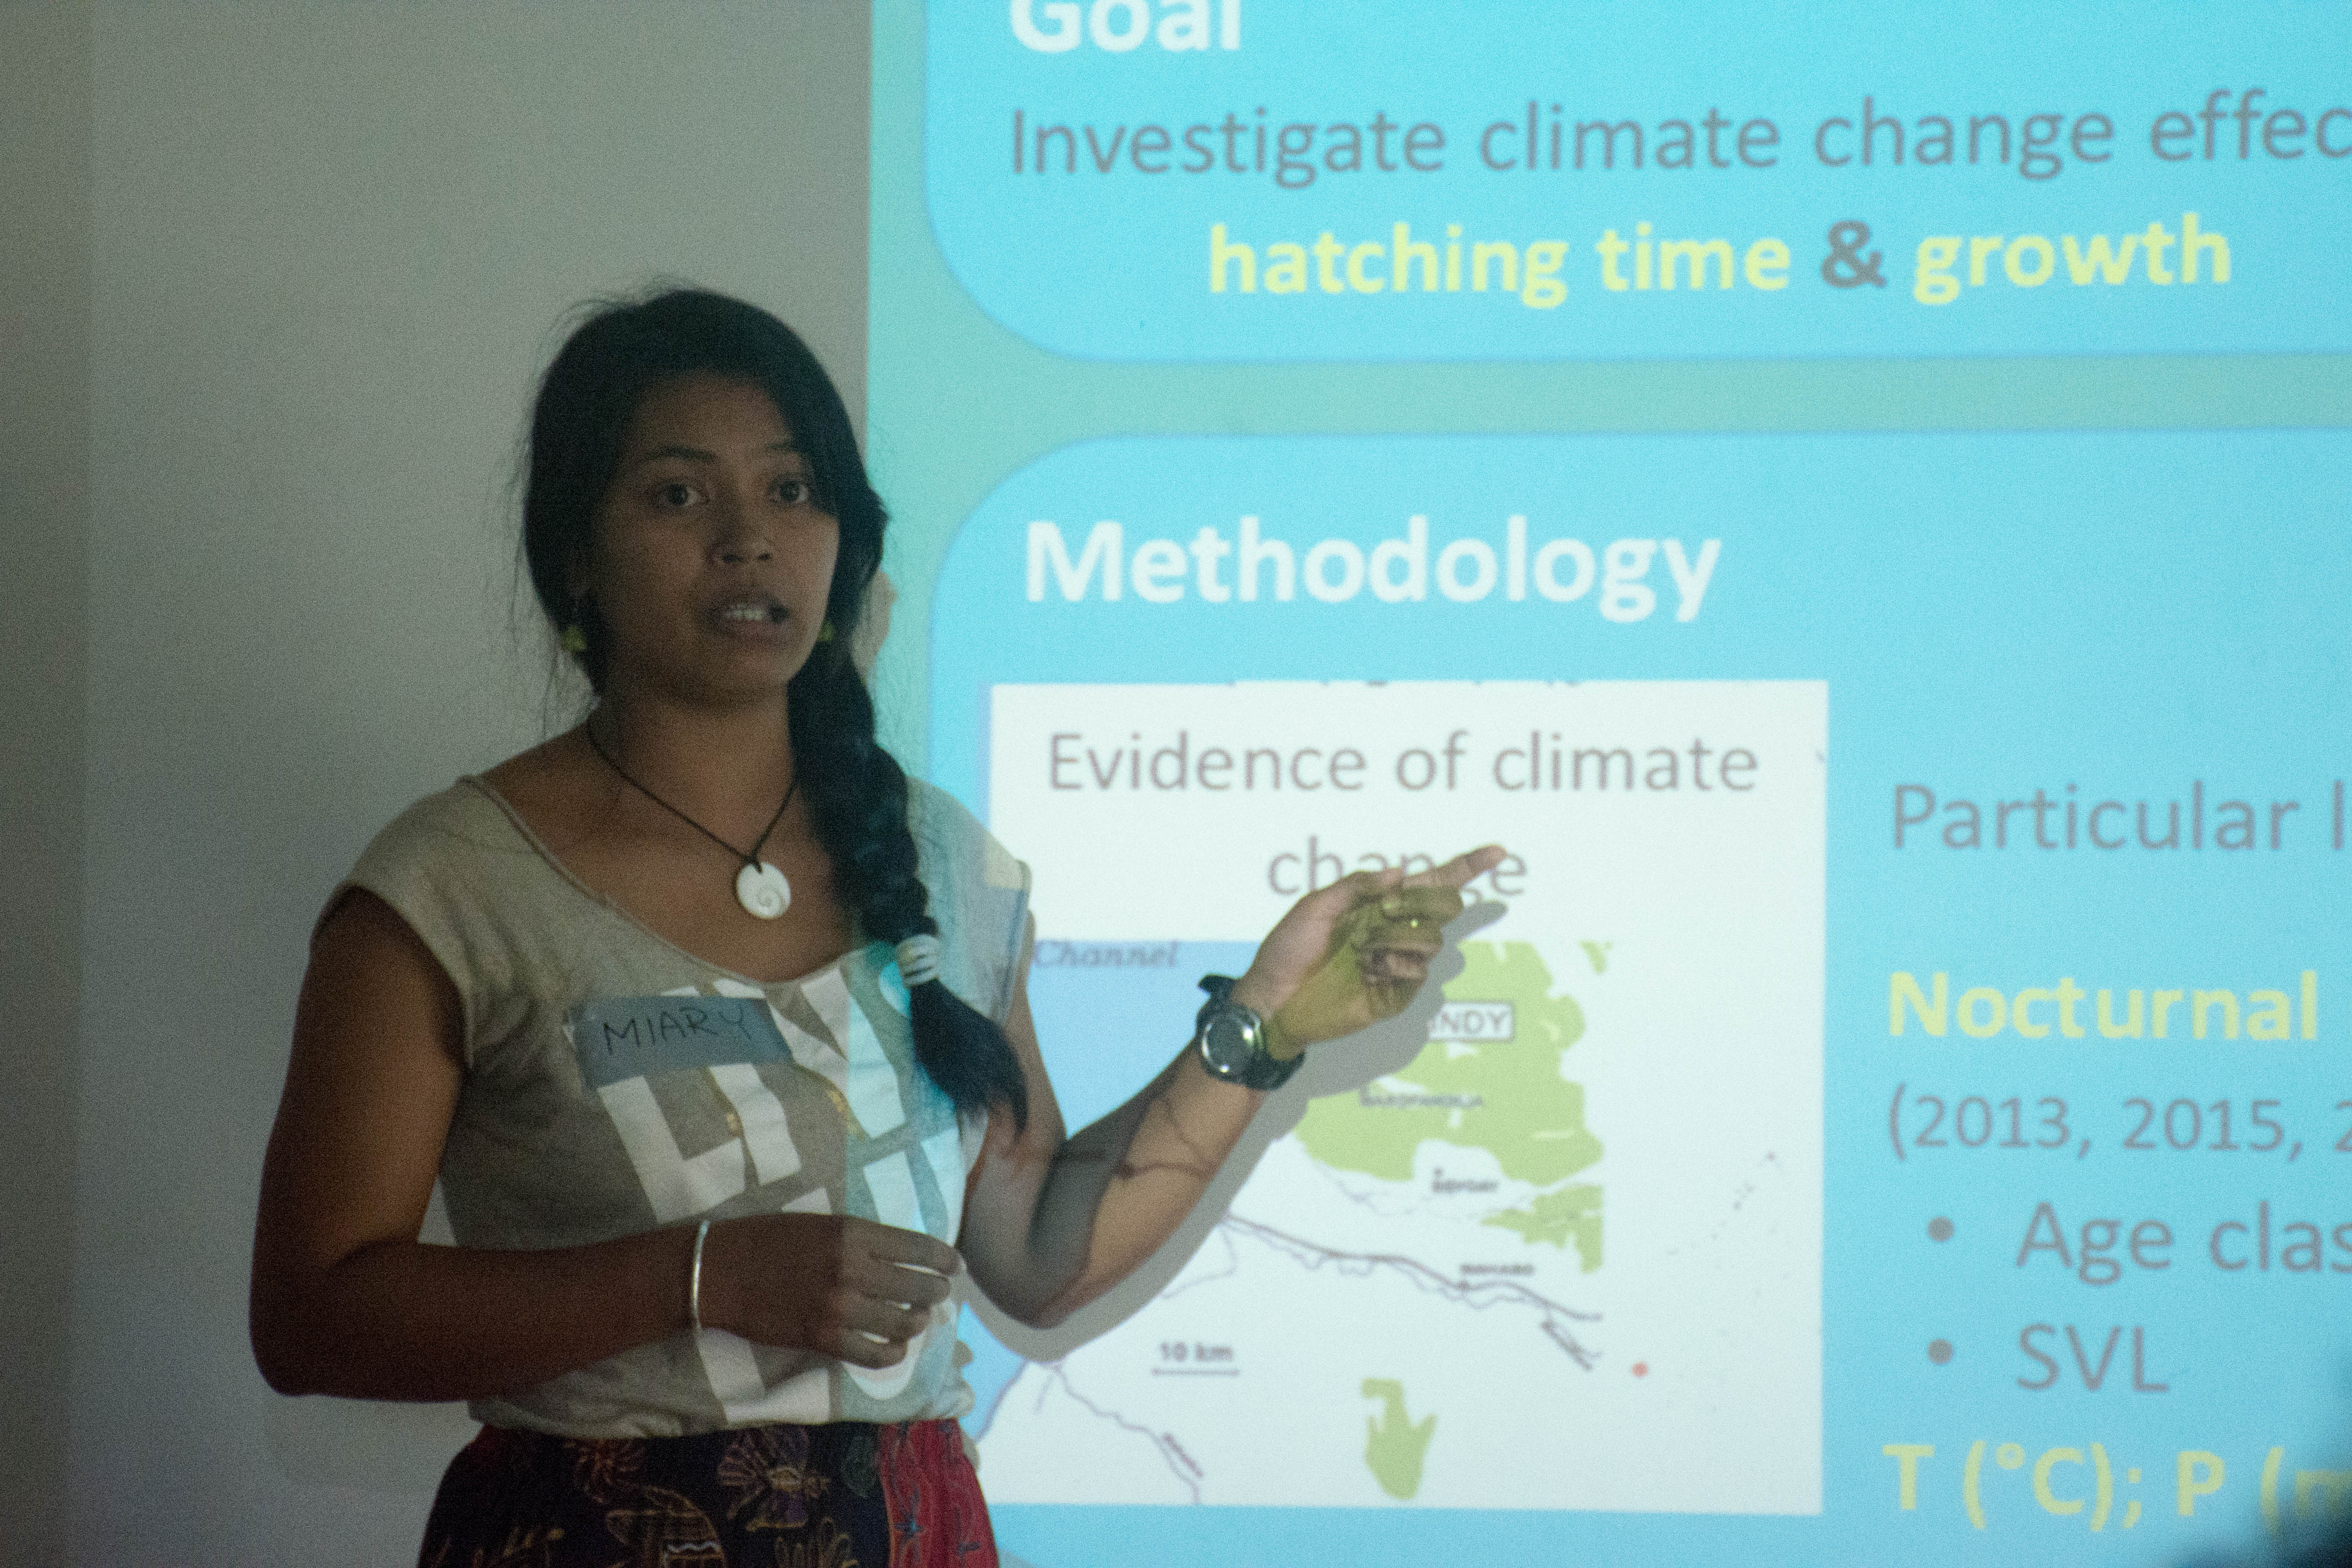 Goal
Investigate climate change effec
hatching time & growth
Methodology
Evidence of climate
change
Channel
INDY
10 km
MIARY
Particular l
Nocturnal
(2013, 2015, 2
• Age clas
• SVL
T (°C); P (m